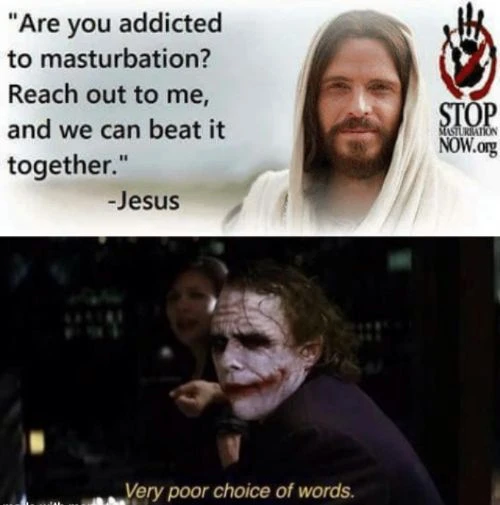 "Are you addicted
to masturbation?
Reach out to me,
and we can beat it
together."
-Jesus
STOP
MASTURBATION
NOW.org
Very poor choice of words.